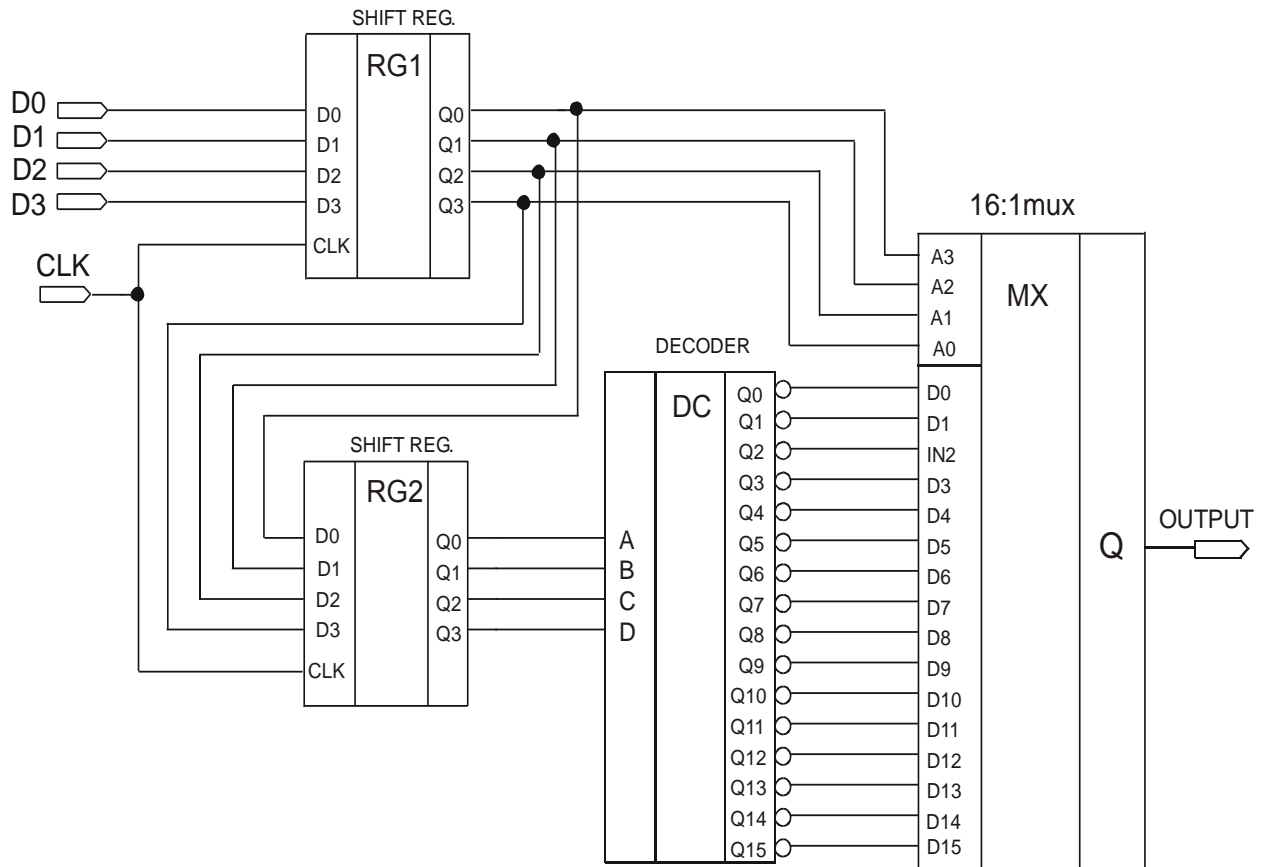 SHIFT REG.
RG1
D0
D1
D2
D3
CLK
D0
D1
D2
D3
CLK
Q0
Q1
Q2
Q3
SHIFT REG.
RG2
D0
D1
D2
D3
CLK
Q0
Q1
Q2
Q3
DECODER
DC
A
B
C
D
Q0
Q1
Q2
Q3
Q4
Q5
Q6
Q7
Q8
Q9
Q10
Q11
Q12
Q13
Q14
Q15
16:1mux
MX
A3
A2
A1
A0
D0
D1
IN2
D3
D4
D5
D6
D7
D8
D9
D10
D11
D12
D13
D14
D15
Q
OUTPUT